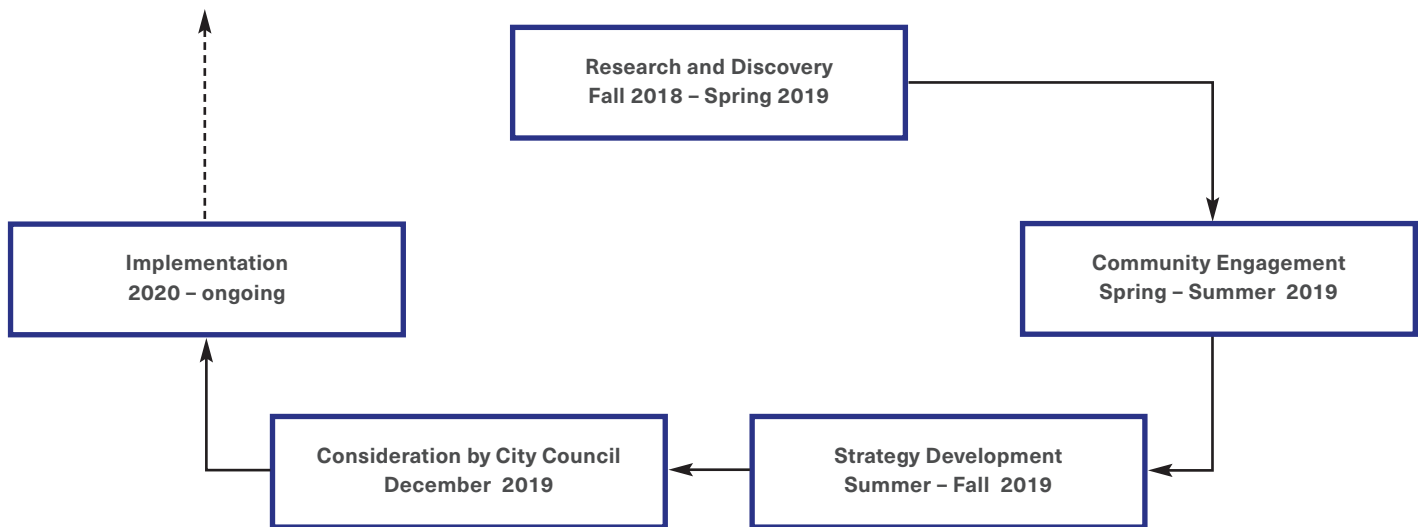 Research and Discovery
Fall 2018 – Spring 2019
Community Engagement
Spring – Summer 2019
Strategy Development
Summer – Fall 2019
Consideration by City Council
December 2019
Implementation
2020 – ongoing